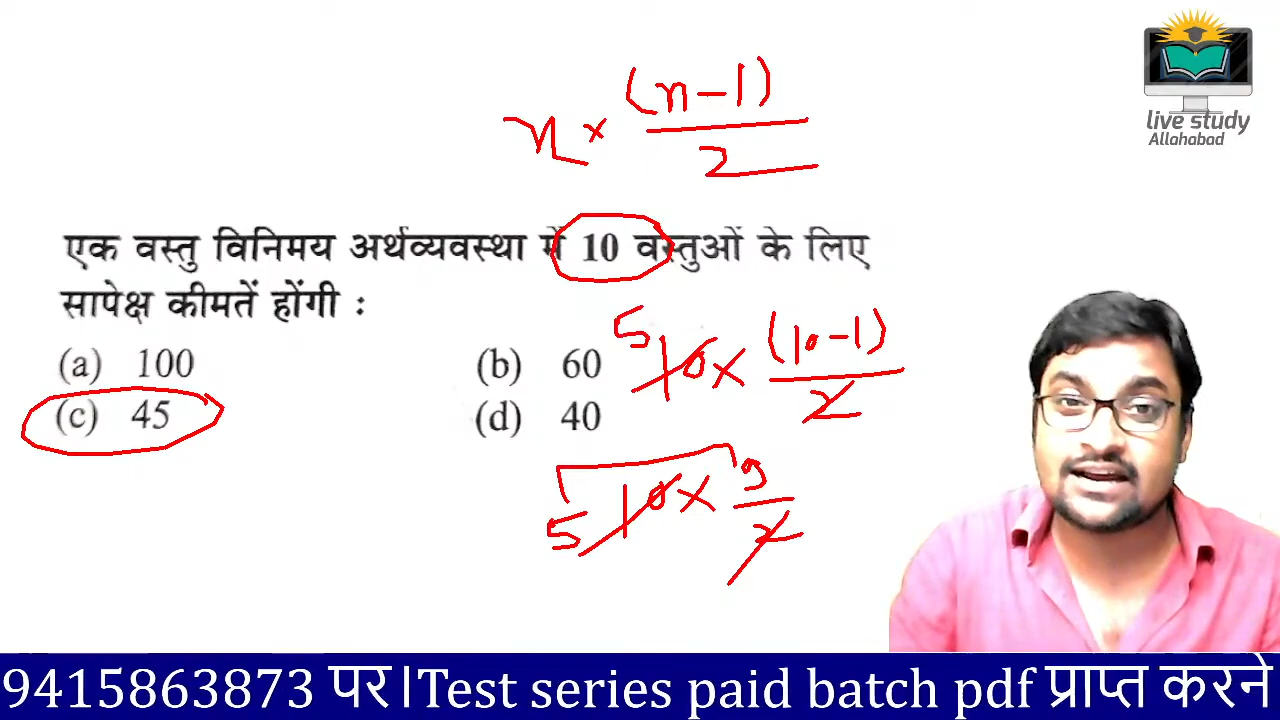 live study
Allahabad
n × (n-1)
2
एक वस्तु विनिमय अर्थव्यवस्था में 10 वस्तुओं के लिए
सापेक्ष कीमतें होंगी :
(a) 100
(b) 60
(c) 45
(d) 40
5 10 × (10-1)
2
5 10 × 9
2
9415863873 पर। Test series paid batch pdf प्राप्त करने